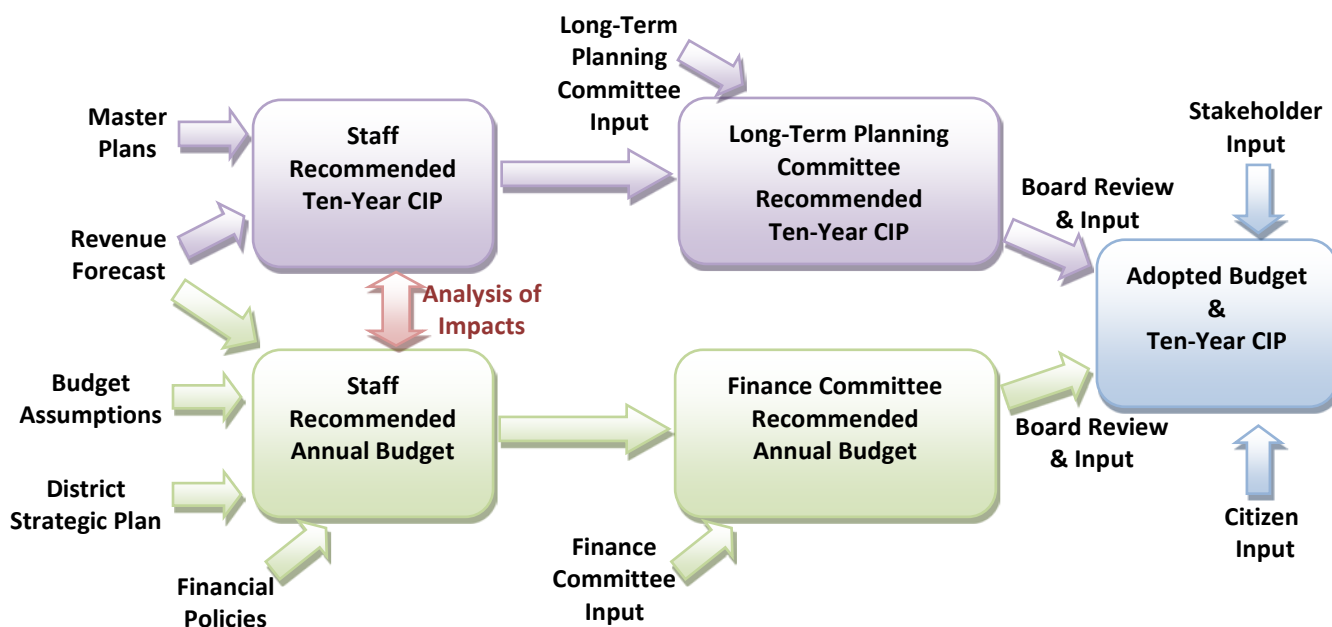 Long-Term
Planning
Committee
Input
Master
Plans
Staff
Recommended
Ten-Year CIP
Long-Term Planning
Committee
Recommended
Ten-Year CIP
Stakeholder
Input
Board Review
& Input
Revenue
Forecast
Analysis of
Impacts
Adopted Budget
&
Ten-Year CIP
Budget
Assumptions
Staff
Recommended
Annual Budget
Finance Committee
Recommended
Annual Budget
Board Review
& Input
District
Strategic Plan
Citizen
Input
Financial
Policies
Finance
Committee
Input